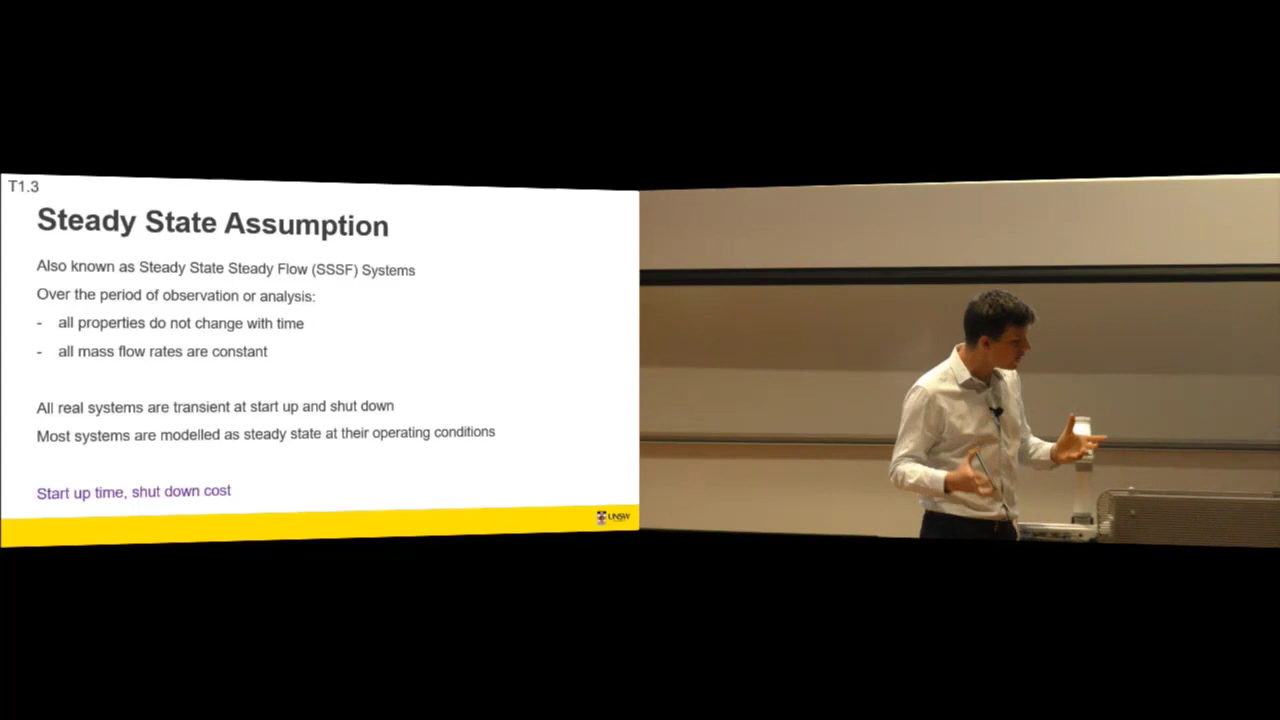 T1.3
Steady State Assumption
Also known as Steady State Steady Flow (SSSF) Systems
Over the period of observation or analysis:
- all properties do not change with time
- all mass flow rates are constant
All real systems are transient at start up and shut down
Most systems are modelled as steady state at their operating conditions
Start up time, shut down cost
UNSW